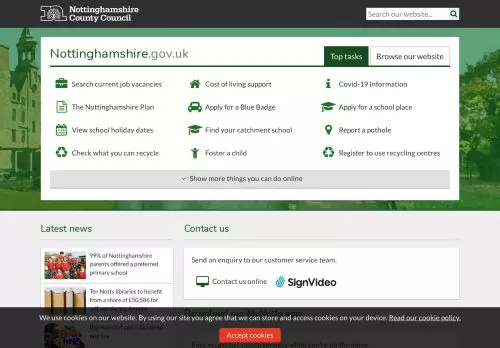 Nottinghamshire
County Council
Search our website...
Nottinghamshire.gov.uk
Top tasks
Browse our website
Search current job vacancies
Cost of living support
Covid-19 Information
The Nottinghamshire Plan
Apply for a Blue Badge
Apply for a school place
View school holiday dates
Find your catchment school
Report a pothole
Check what you can recycle
Foster a child
Register to use recycling centres
Show more things you can do online
Latest news
Contact us
99% of Nottinghamshire
parents offered a preferred
primary school
Send an enquiry to our customer service team.
Contact us online
SignVideo
Ten Notts libraries to benefit
from a share of £50,586 for
We use cookies on our website. By using our site you agree that we can store and access cookies on your device. Read our cookie policy.
Accept cookies